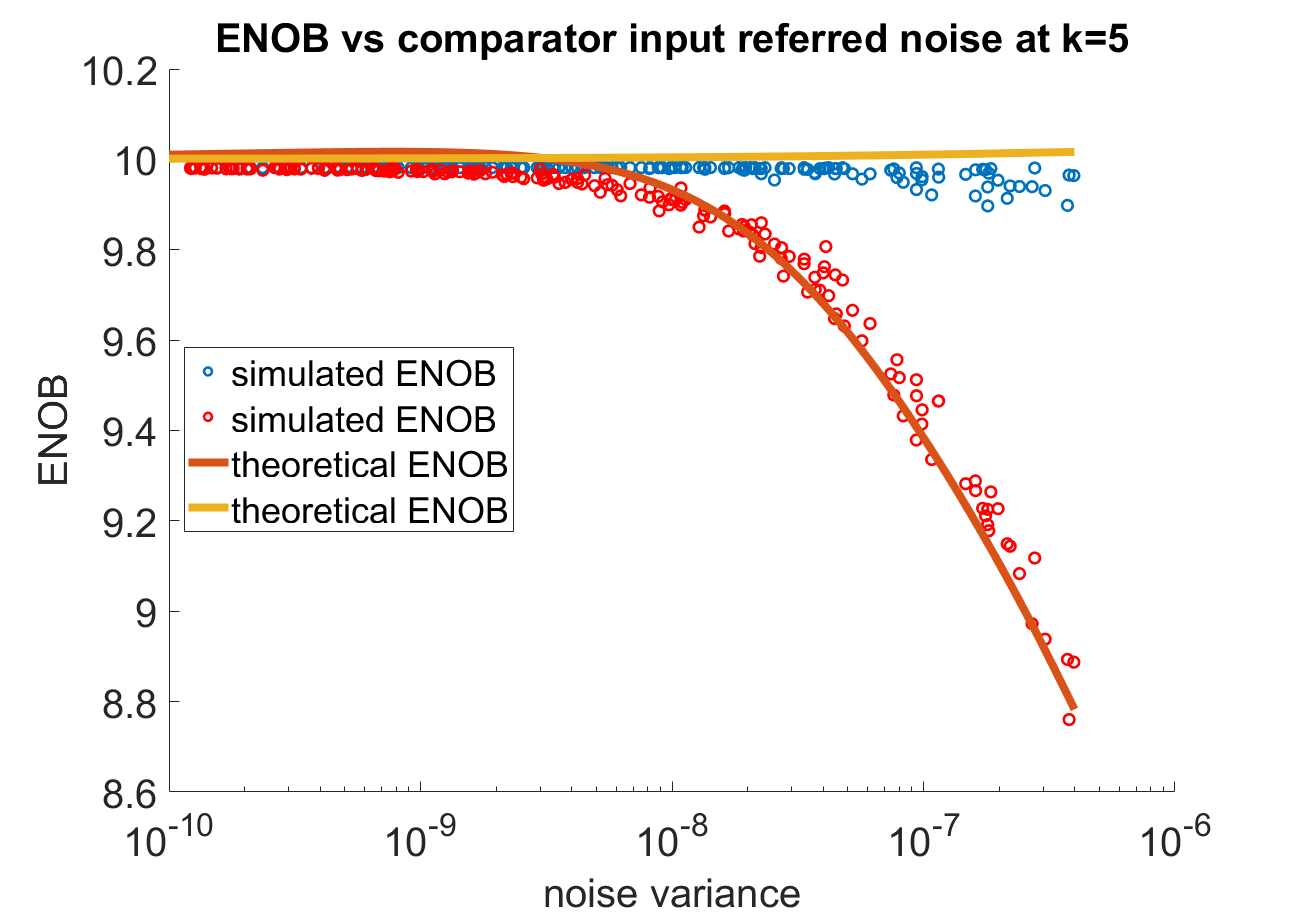 ENOB vs comparator input referred noise at k=5
10.2
10
9.8
9.6
9.4
9.2
9
8.8
8.6
ENOB
simulated ENOB
simulated ENOB
theoretical ENOB
theoretical ENOB
10^-10 10^-9 10^-8 10^-7 10^-6
noise variance